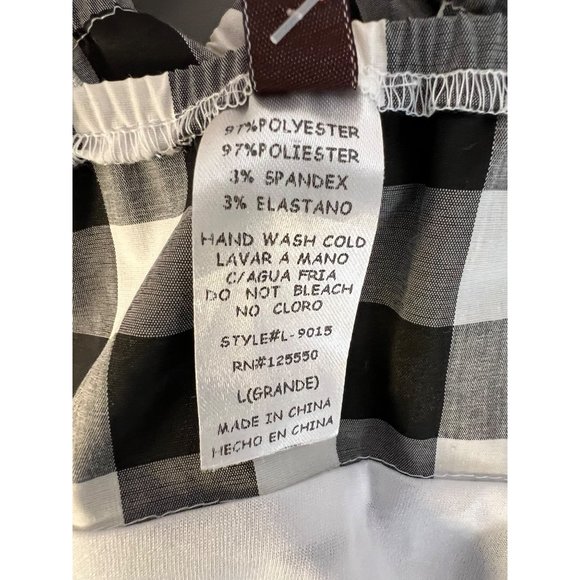 97%POLYESTER
97%POLIESTER
3% SPANDEX
3% ELASTANO
HAND WASH COLD
LAVAR A MANO
C/AGUA FRIA
DO NOT BLEACH
NO CLORO
STYLE#L-9015
RN#125550
L(GRANDE)
MADE IN CHINA
HECHO EN CHINA